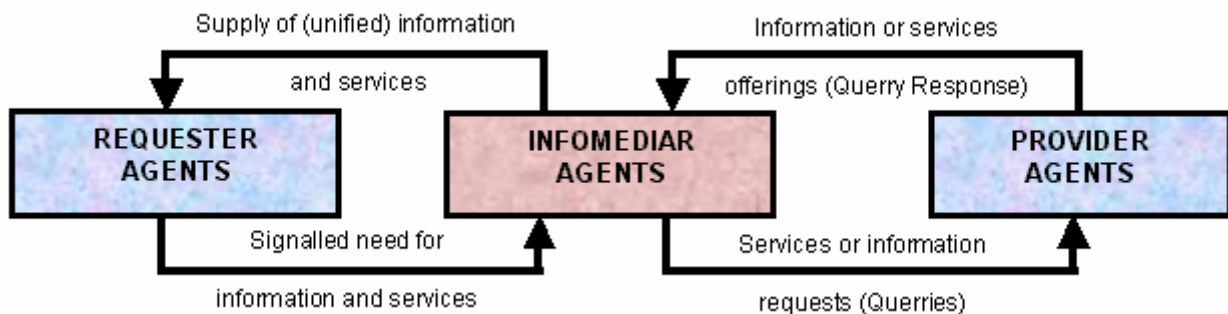 Supply of (unified) information
and services
Information or services
offerings (Query Response)
REQUESTER
AGENTS
INFOMEDIAR
AGENTS
PROVIDER
AGENTS
Signalled need for
information and services
Services or information
requests (Querries)